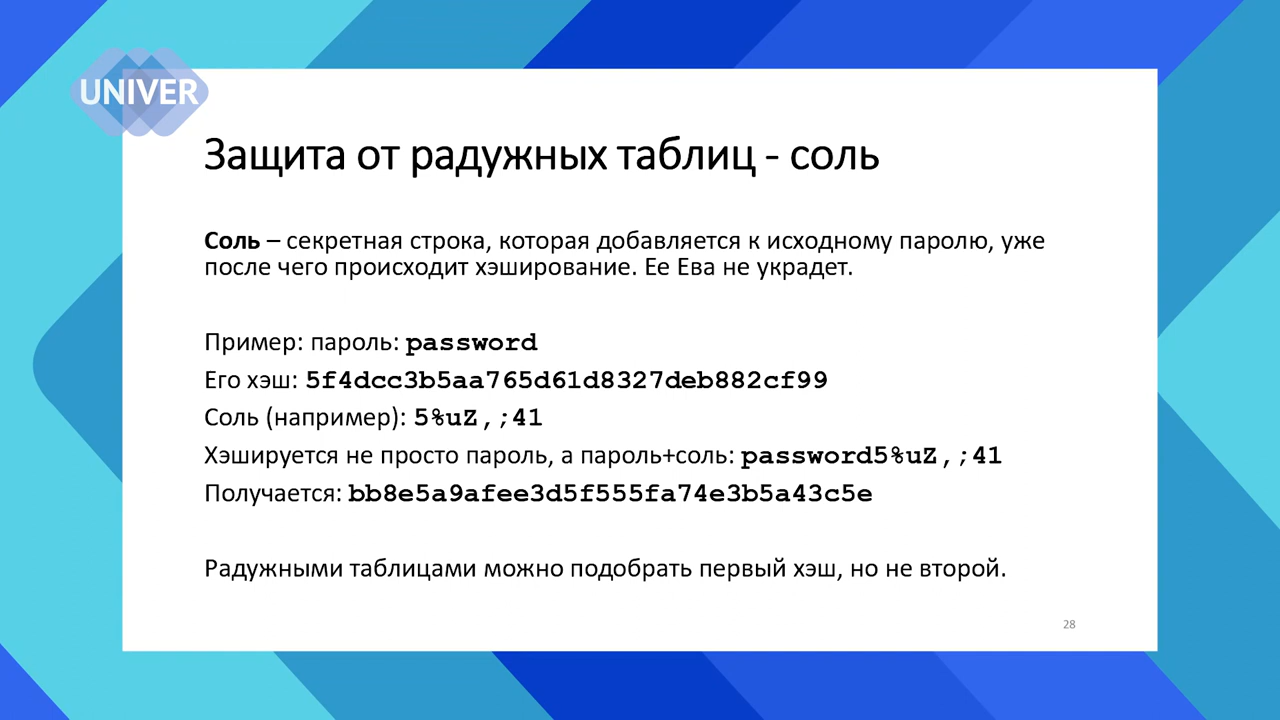 UNIVER
Защита от радужных таблиц - соль
Соль – секретная строка, которая добавляется к исходному паролю, уже
после чего происходит хэширование. Ее Ева не украдет.
Пример: пароль: password
Его хэш: 5f4dcc3b5aa765d61d8327deb882cf99
Соль (например): 5%uZ,;41
Хэшируется не просто пароль, а пароль+соль: password5%uZ,;41
Получается: bb8e5a9afee3d5f555fa74e3b5a43c5e
Радужными таблицами можно подобрать первый хэш, но не второй.
28